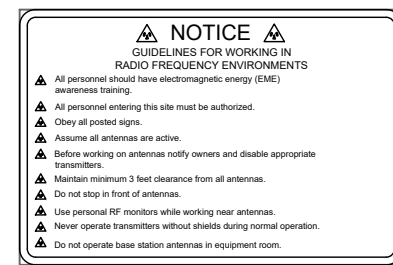 NOTICE
GUIDELINES FOR WORKING IN
RADIO FREQUENCY ENVIRONMENTS
All personnel should have electromagnetic energy (EME)
awareness training.
All personnel entering this site must be authorized.
Obey all posted signs.
Assume all antennas are active.
Before working on antennas notify owners and disable appropriate
transmitters.
Maintain minimum 3 feet clearance from all antennas.
Do not stop in front of antennas.
Use personal RF monitors while working near antennas.
Never operate transmitters without shields during normal operation.
Do not operate base station antennas in equipment room.